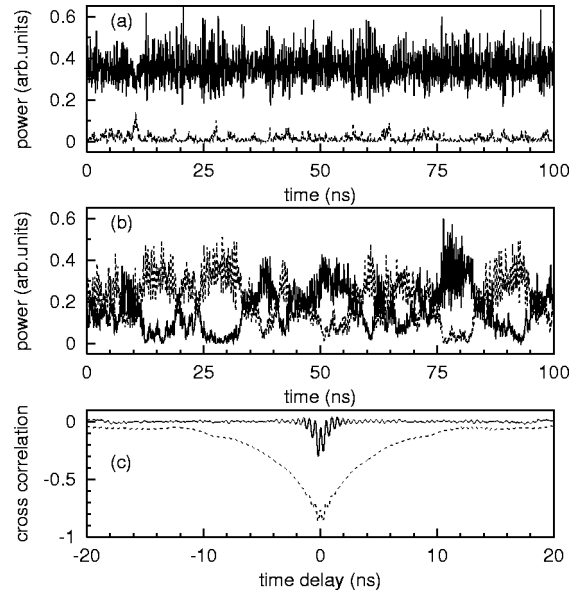 (a)
power (arb.units)
0.6
0.4
0.2
0
0 25 50 75 100
time (ns)
(b)
power (arb.units)
0.6
0.4
0.2
0
0 25 50 75 100
time (ns)
(c)
cross correlation
0
-0.5
-1
-20 -10 0 10 20
time delay (ns)